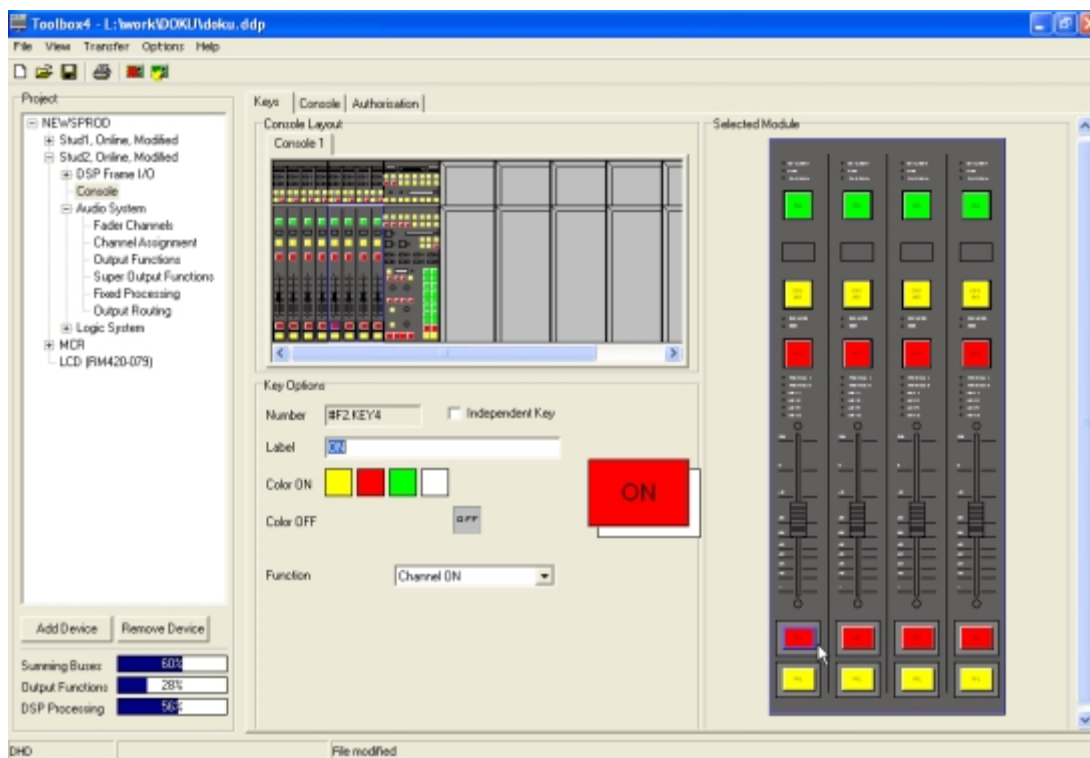 Toolbox4 - L:\work\DOKU\doku.ddp
File View Transfer Options Help
Project
NEWSPROD
Stud1, Online, Modified
Stud2, Online, Modified
DSP Frame I/O
Console
Audio System
Fader Channels
Channel Assignment
Output Functions
Super Output Functions
Fixed Processing
Output Routing
Logic System
MCR
LCD (RM420-079)
Add Device Remove Device
Summing Buses 60%
Output Functions 28%
DSP Processing 56%
Keys Console Authorisation
Console Layout
Console 1
Key Options
Number #F2.KEY4 Independent Key
Label ON
Color ON
ON
Color OFF OFF
Function Channel ON
Selected Module
DHD File modified